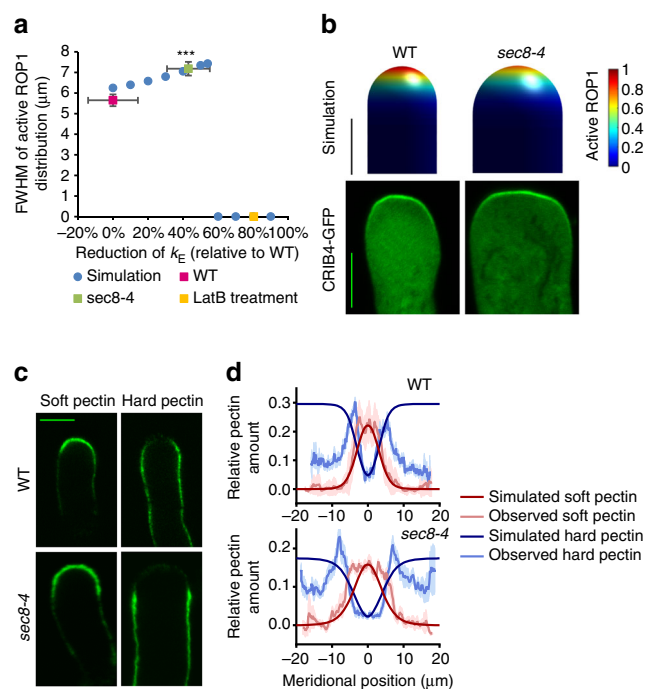 a
FWHM of active ROP1
distribution (μm)
8
7
6
5
4
3
2
1
0
***
–20% 0% 20% 40% 60% 80% 100%
Reduction of kE (relative to WT)
Simulation
WT
sec8-4
LatB treatment
b
WT
sec8-4
Simulation
CRIB4-GFP
Active ROP1
1
0.8
0.6
0.4
0.2
0
c
Soft pectin
Hard pectin
WT
sec8-4
d
WT
Relative pectin
amount
0.3
0.2
0.1
0.0
–20 –10 0 10 20
sec8-4
Relative pectin
amount
0.2
0.1
0.0
–20 –10 0 10 20
Meridional position (μm)
Simulated soft pectin
Observed soft pectin
Simulated hard pectin
Observed hard pectin